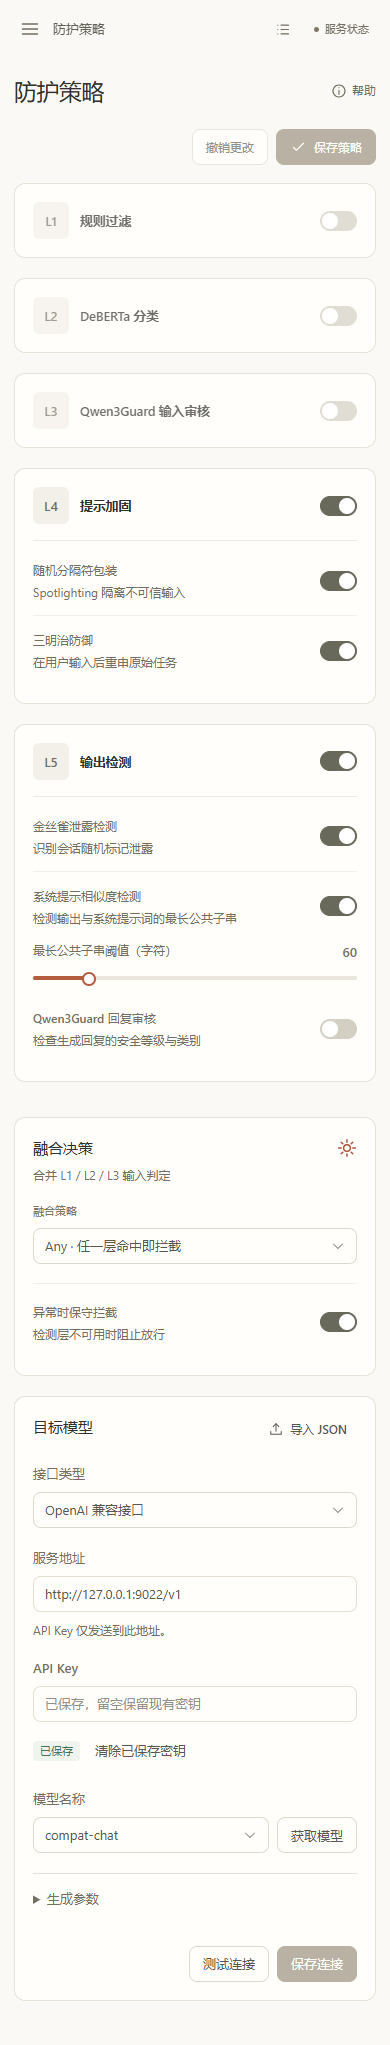 防护策略
服务状态
防护策略
帮助
撤销更改
保存策略
L1 规则过滤
L2 DeBERTa 分类
L3 Qwen3Guard 输入审核
L4 提示加固
随机分隔符包装
Spotlighting 隔离不可信输入
三明治防御
在用户输入后重申原始任务
L5 输出检测
金丝雀泄露检测
识别会话随机标记泄露
系统提示相似度检测
检测输出与系统提示词的最长公共子串
最长公共子串阈值（字符） 60
Qwen3Guard 回复审核
检查生成回复的安全等级与类别
融合决策
合并 L1 / L2 / L3 输入判定
融合策略
Any · 任一层命中即拦截
异常时保守拦截
检测层不可用时阻止放行
目标模型
导入 JSON
接口类型
OpenAI 兼容接口
服务地址
http://127.0.0.1:9022/v1
API Key 仅发送到此地址。
API Key
已保存，留空保留现有密钥
已保存 清除已保存密钥
模型名称
compat-chat
获取模型
生成参数
测试连接
保存连接